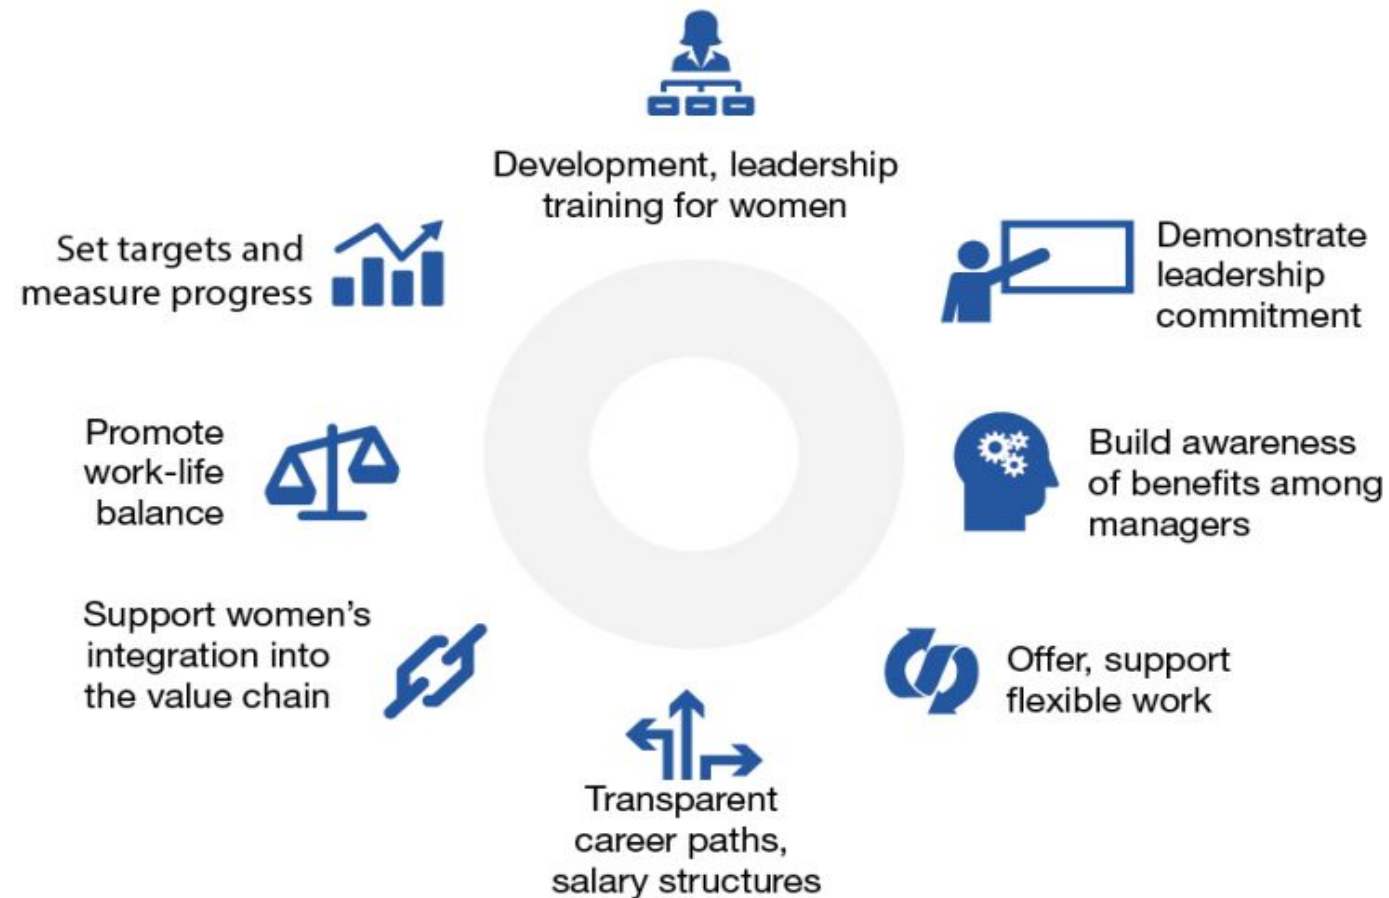 Development, leadership
training for women
Set targets and
measure progress
Demonstrate
leadership
commitment
Promote
work-life
balance
Build awareness
of benefits among
managers
Support women’s
integration into
the value chain
Offer, support
flexible work
Transparent
career paths,
salary structures